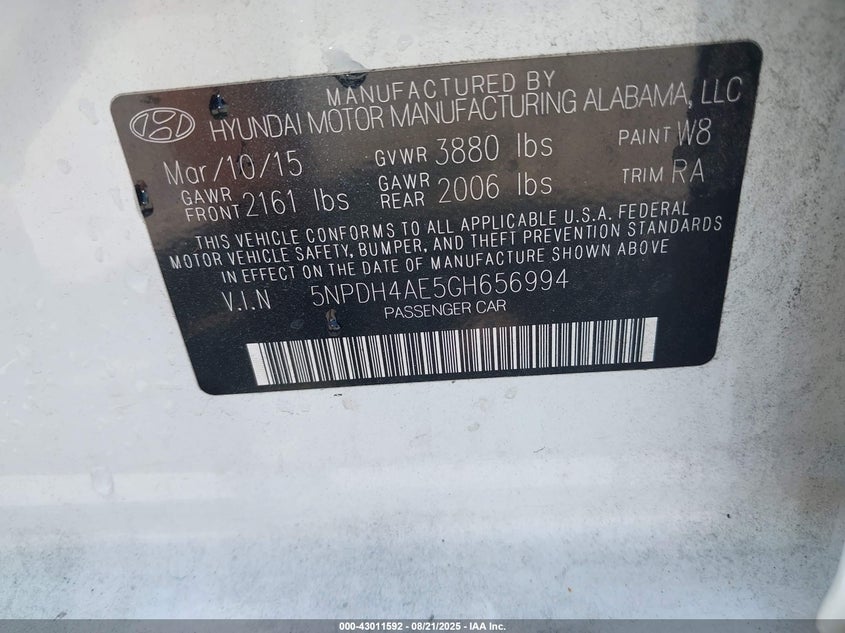 MANUFACTURED BY
HYUNDAI MOTOR MANUFACTURING ALABAMA, LLC
Mar/10/15 GVWR 3880 lbs PAINT W8
GAWR FRONT 2161 lbs GAWR REAR 2006 lbs TRIM RA
THIS VEHICLE CONFORMS TO ALL APPLICABLE U.S.A. FEDERAL
MOTOR VEHICLE SAFETY, BUMPER, AND THEFT PREVENTION STANDARDS
IN EFFECT ON THE DATE OF MANUFACTURE SHOWN ABOVE
V.I.N 5NPDH4AE5GH656994
PASSENGER CAR
000-43011592 - 08/21/2025 - IAA Inc.